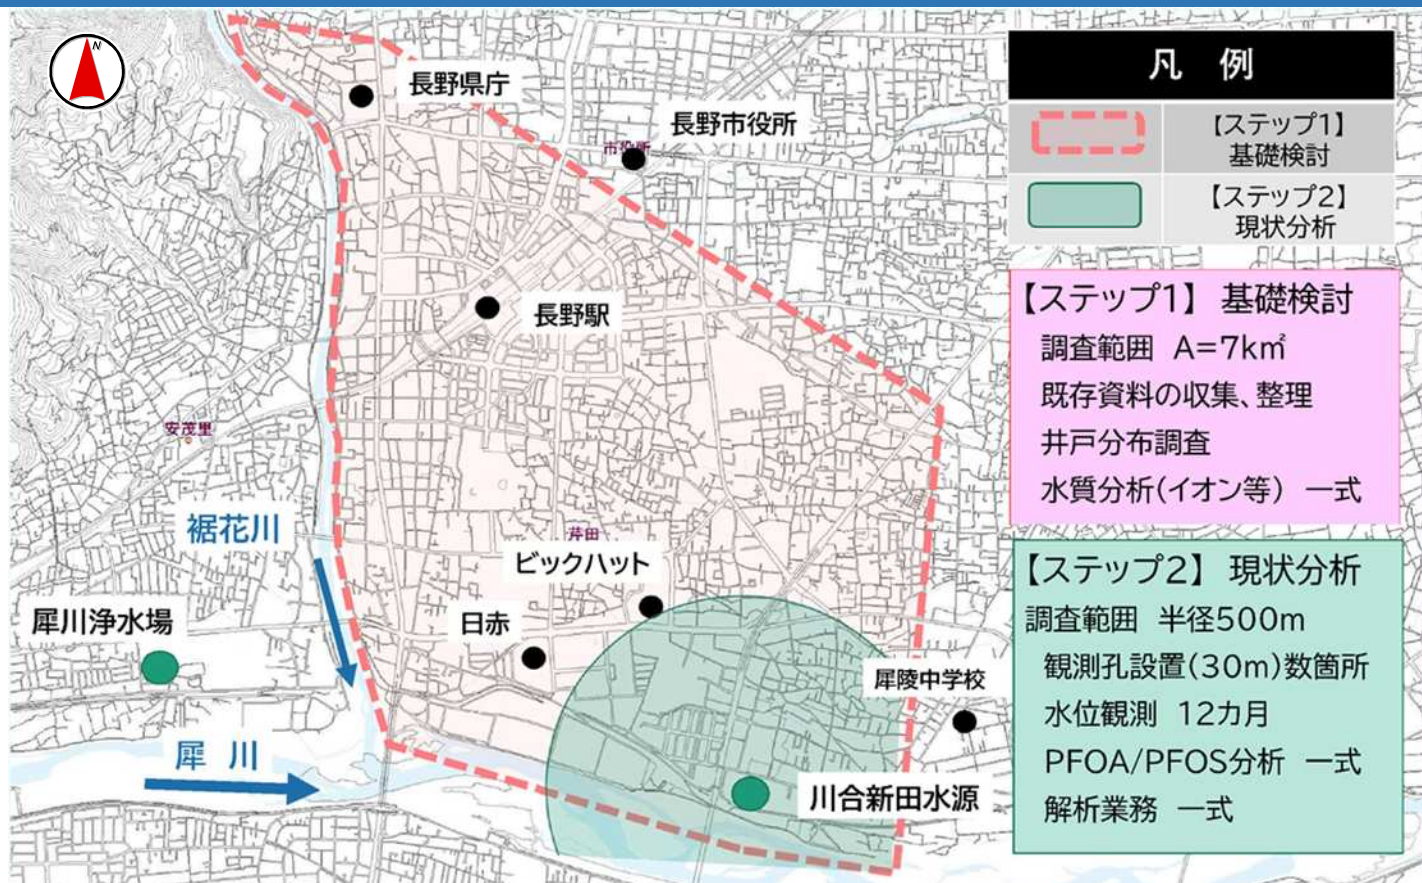 N
長野県庁
長野市役所
市役所
長野駅
安茂里
裾花川
芹田
ビックハット
日赤
犀川浄水場
犀陵中学校
犀 川
川合新田水源
凡 例
【ステップ1】
基礎検討
【ステップ2】
現状分析
【ステップ1】 基礎検討
調査範囲 A=7k㎡
既存資料の収集、整理
井戸分布調査
水質分析(イオン等) 一式
【ステップ2】 現状分析
調査範囲 半径500m
観測孔設置(30m)数箇所
水位観測 12カ月
PFOA/PFOS分析 一式
解析業務 一式